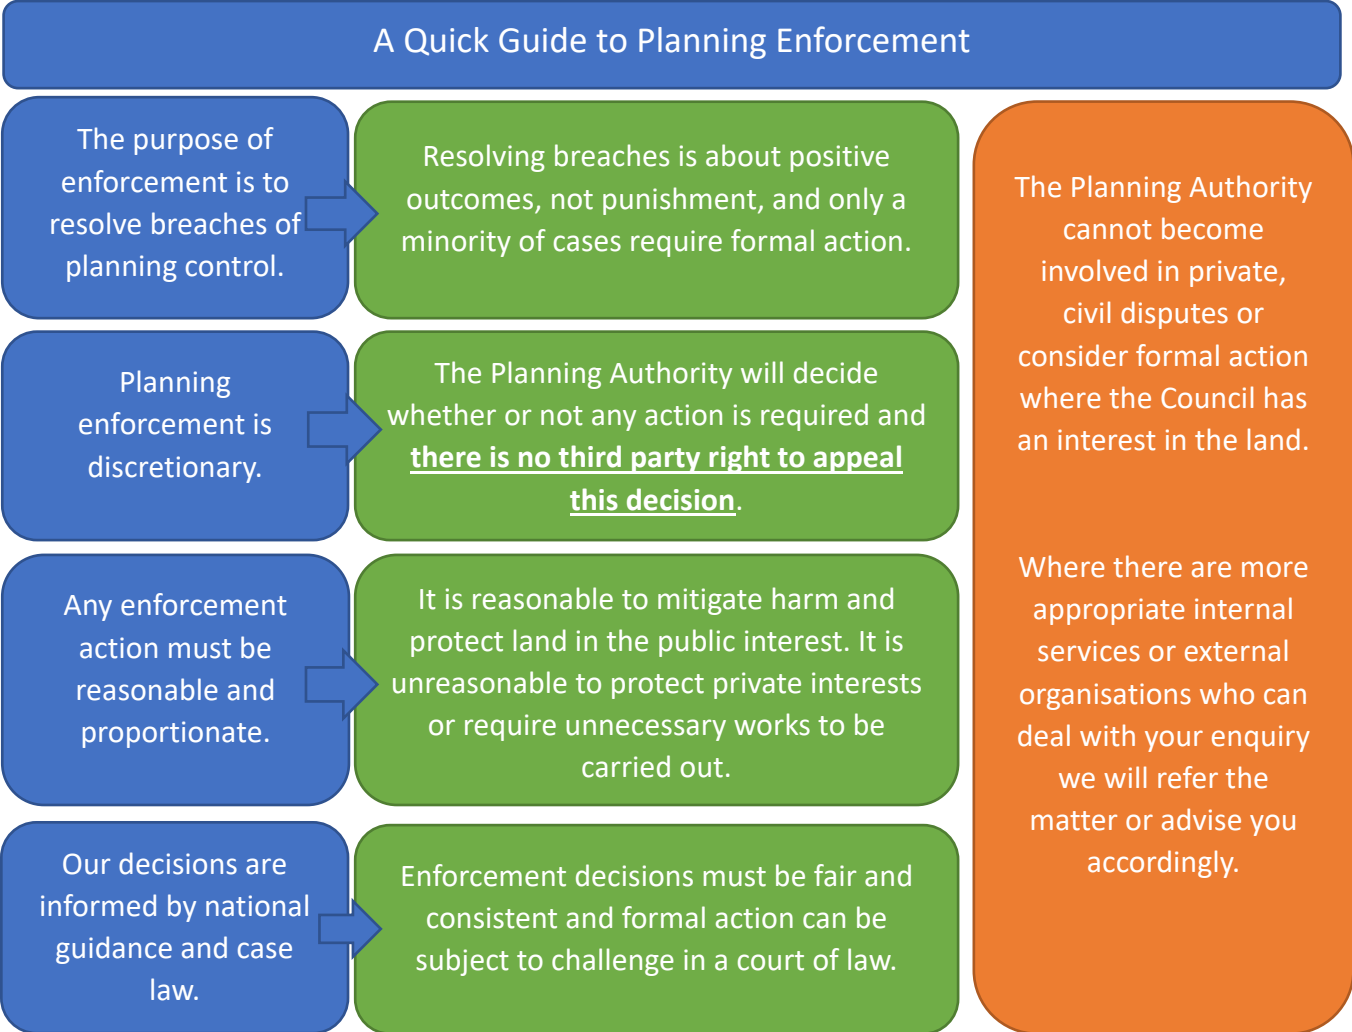 A Quick Guide to Planning Enforcement
The purpose of
enforcement is to
resolve breaches of
planning control.
Resolving breaches is about positive
outcomes, not punishment, and only a
minority of cases require formal action.
Planning
enforcement is
discretionary.
The Planning Authority will decide
whether or not any action is required and
there is no third party right to appeal
this decision.
Any enforcement
action must be
reasonable and
proportionate.
It is reasonable to mitigate harm and
protect land in the public interest. It is
unreasonable to protect private interests
or require unnecessary works to be
carried out.
Our decisions are
informed by national
guidance and case
law.
Enforcement decisions must be fair and
consistent and formal action can be
subject to challenge in a court of law.
The Planning Authority
cannot become
involved in private,
civil disputes or
consider formal action
where the Council has
an interest in the land.
Where there are more
appropriate internal
services or external
organisations who can
deal with your enquiry
we will refer the
matter or advise you
accordingly.